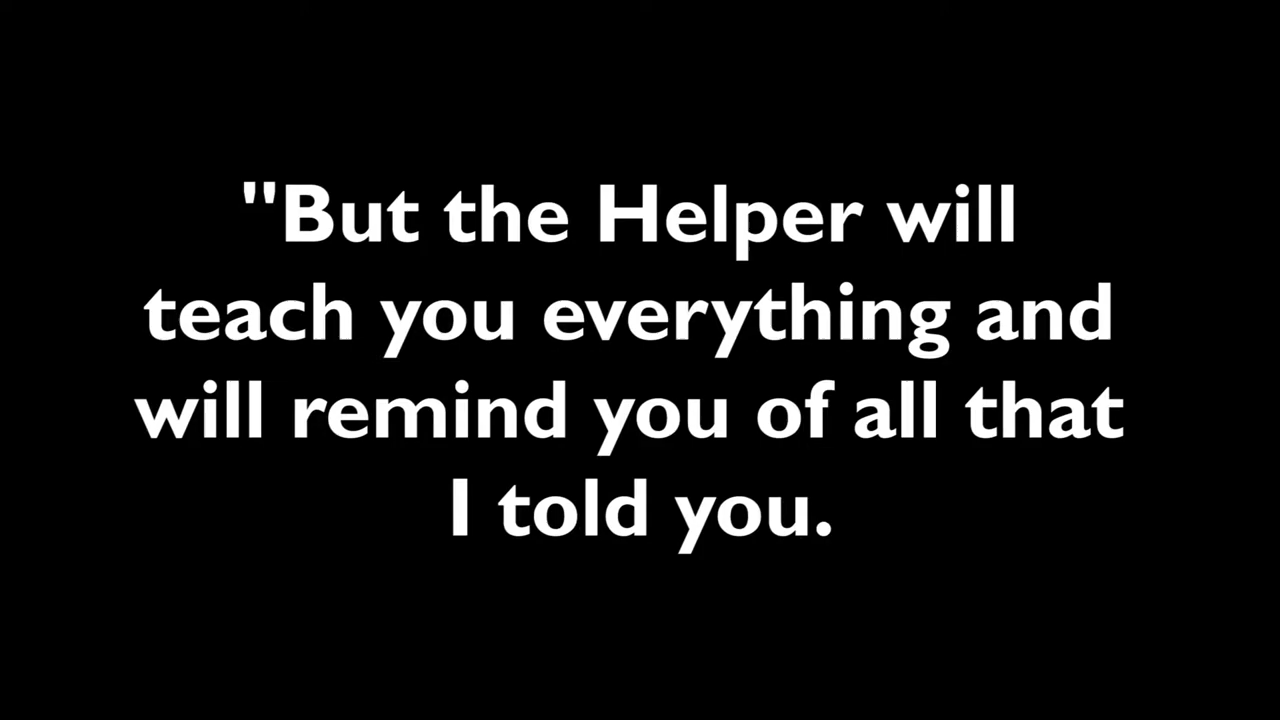 "But the Helper will
teach you everything and
will remind you of all that
I told you.